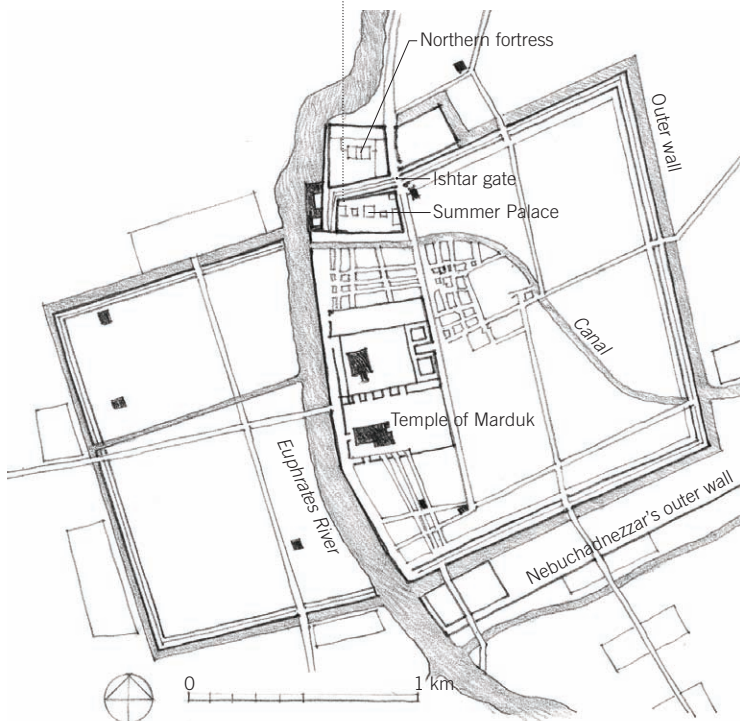 Northern fortress
Outer wall
Ishtar gate
Summer Palace
Canal
Temple of Marduk
Euphrates River
Nebuchadnezzar's outer wall
0
1 km